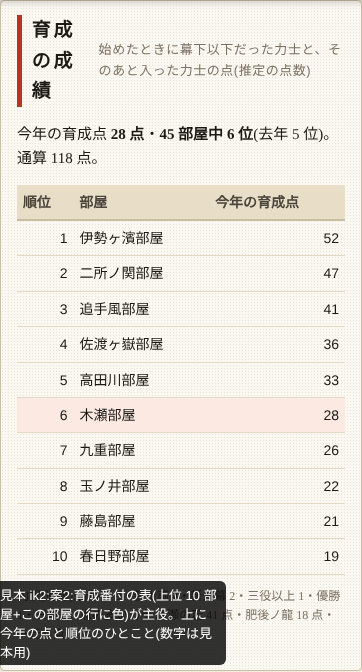 育成の成績
始めたときに幕下以下だった力士と、そ
のあと入った力士の点(推定の点数)
今年の育成点 28 点・45 部屋中 6 位(去年 5 位)。
通算 118 点。
順位 部屋 今年の育成点
1 伊勢ヶ濱部屋 52
2 二所ノ関部屋 47
3 追手風部屋 41
4 佐渡ヶ嶽部屋 36
5 高田川部屋 33
6 木瀬部屋 28
7 九重部屋 26
8 玉ノ井部屋 22
9 藤島部屋 21
10 春日野部屋 19
2・三役以上 1・優勝
41 点・肥後ノ龍 18 点・
見本 ik2:案2:育成番付の表(上位 10 部
屋+この部屋の行に色)が主役。上に
今年の点と順位のひとこと(数字は見
本用)